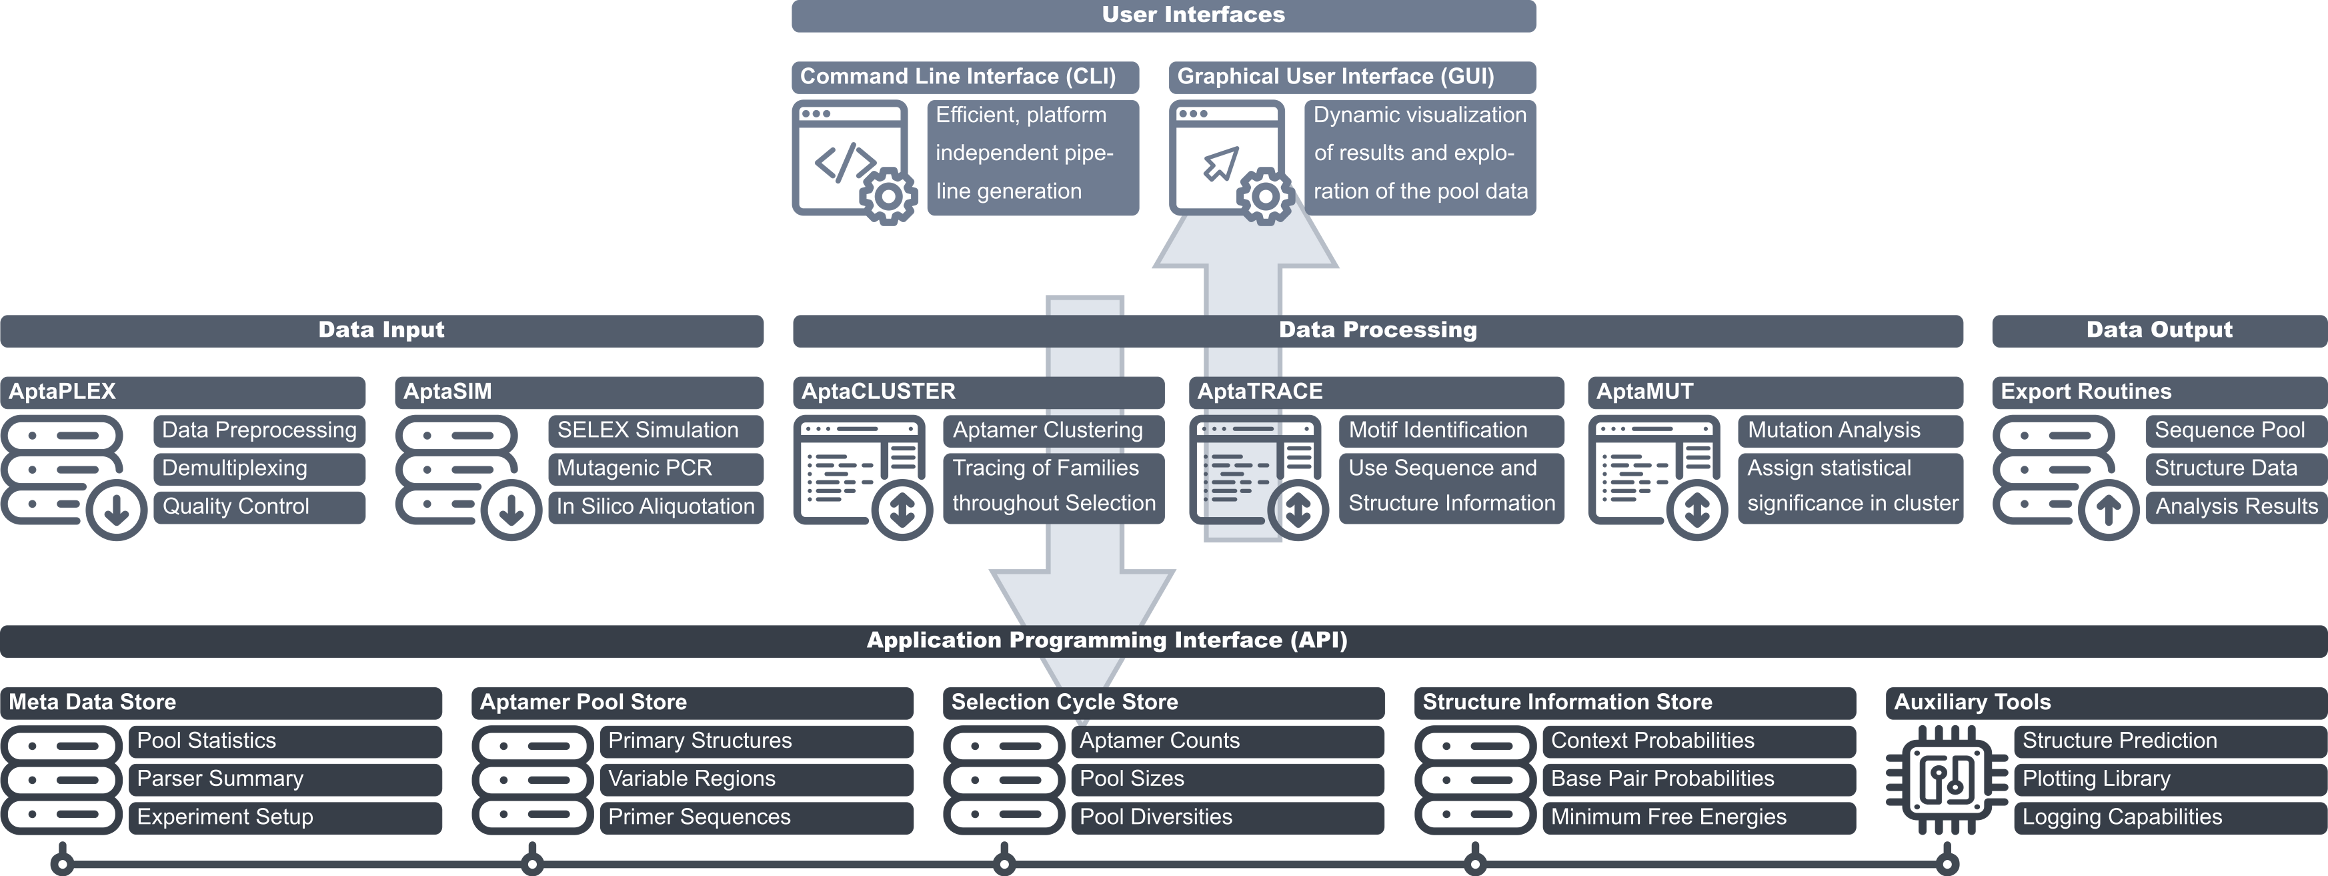 User Interfaces
Command Line Interface (CLI)
Efficient, platform
independent pipe-
line generation
Graphical User Interface (GUI)
Dynamic visualization
of results and explo-
ration of the pool data
Data Input
AptaPLEX
Data Preprocessing
Demultiplexing
Quality Control
AptaSIM
SELEX Simulation
Mutagenic PCR
In Silico Aliquotation
Data Processing
AptaCLUSTER
Aptamer Clustering
Tracing of Families
throughout Selection
AptaTRACE
Motif Identification
Use Sequence and
Structure Information
AptaMUT
Mutation Analysis
Assign statistical
significance in cluster
Data Output
Export Routines
Sequence Pool
Structure Data
Analysis Results
Application Programming Interface (API)
Meta Data Store
Pool Statistics
Parser Summary
Experiment Setup
Aptamer Pool Store
Primary Structures
Variable Regions
Primer Sequences
Selection Cycle Store
Aptamer Counts
Pool Sizes
Pool Diversities
Structure Information Store
Context Probabilities
Base Pair Probabilities
Minimum Free Energies
Auxiliary Tools
Structure Prediction
Plotting Library
Logging Capabilities